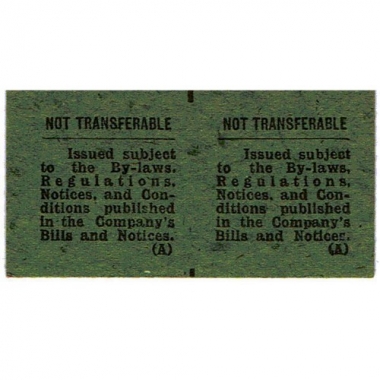 NOT TRANSFERABLE
Issued subject
to the By-laws,
Regulations,
Notices, and Con-
ditions published
in the Company's
Bills and Notices.
(A)
NOT TRANSFERABLE
Issued subject
to the By-laws,
Regulations,
Notices, and Con-
ditions published
in the Company's
Bills and Notices.
(A)